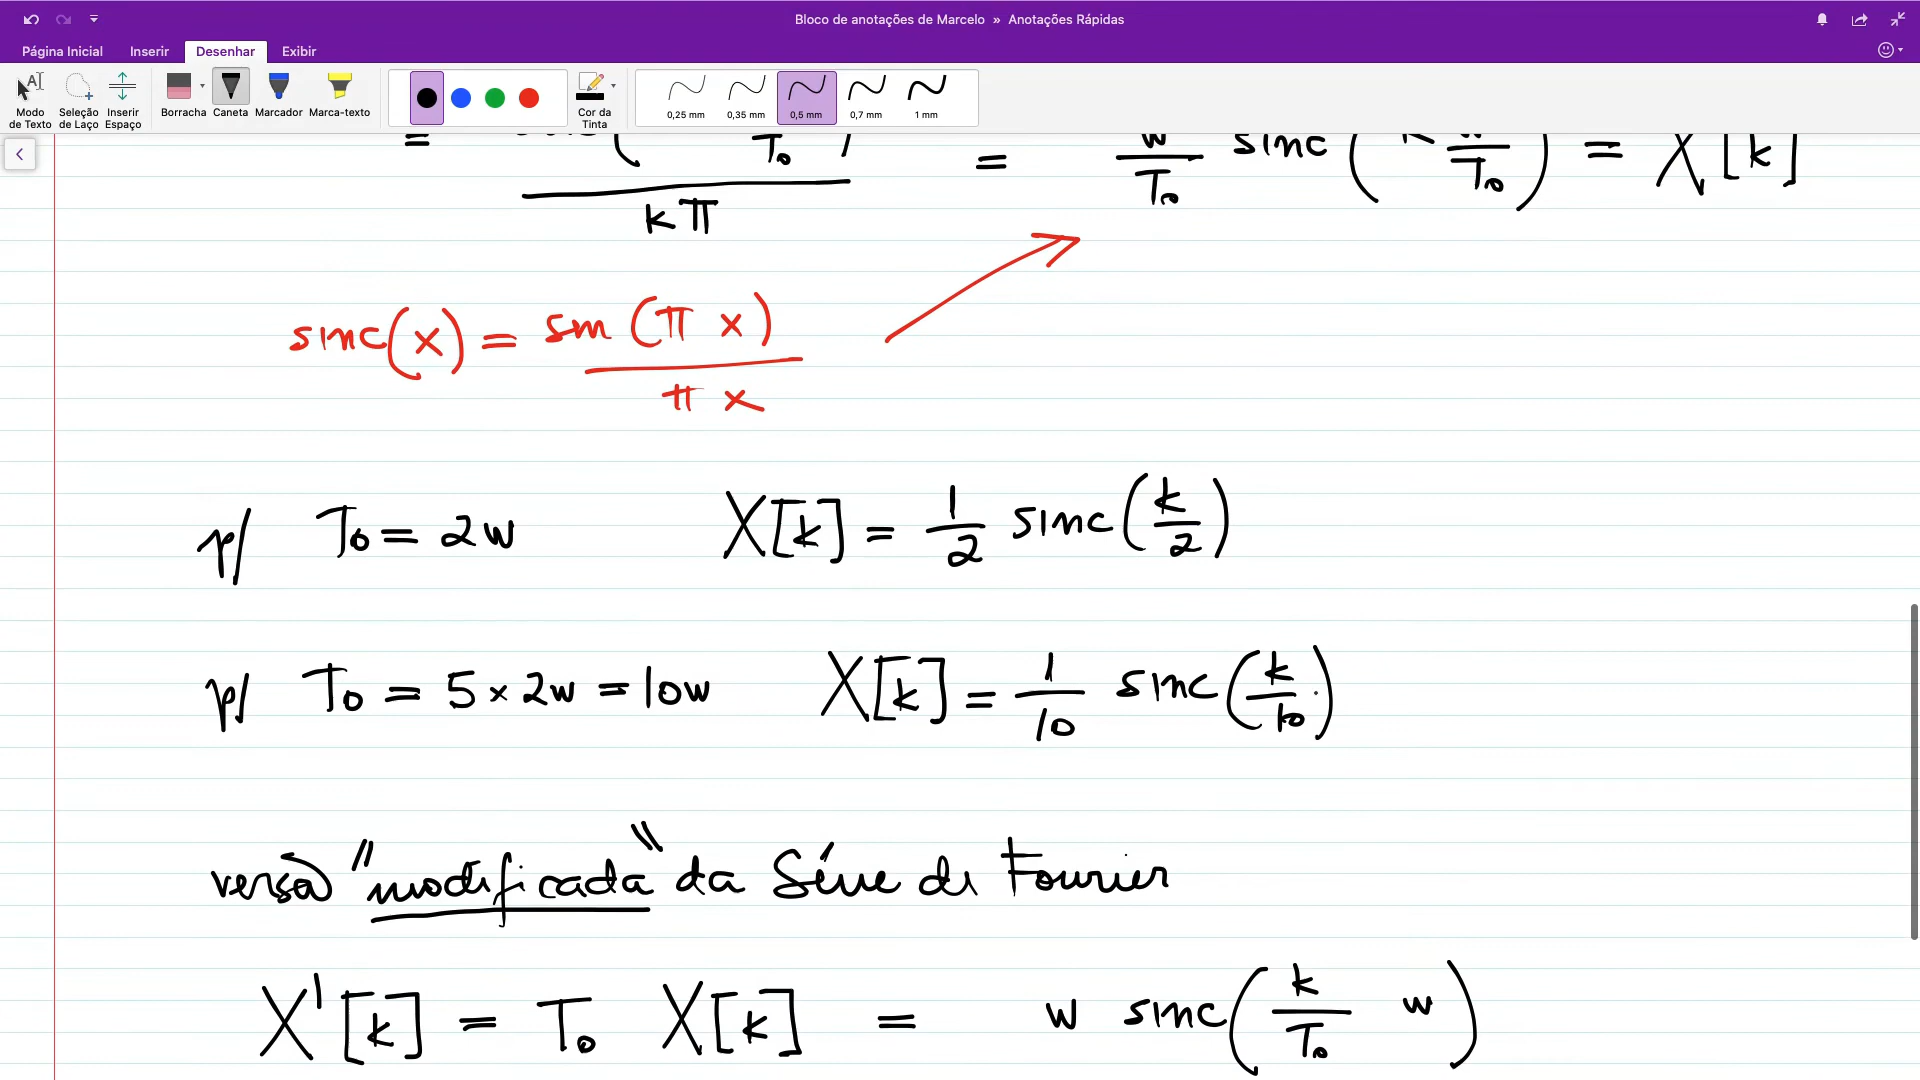 Bloco de anotações de Marcelo » Anotações Rápidas
Página Inicial Inserir Desenhar Exibir
Modo de Texto Seleção de Laço Inserir Espaço Borracha Caneta Marcador Marca-texto Cor da Tinta 0,25 mm 0,35 mm 0,5 mm 0,7 mm 1 mm
= T₀ / kπ = w/T₀ sinc(k w/T₀) = X[k]
sinc(x) = sin(π x) / π x
p/ T₀ = 2w X[k] = 1/2 sinc(k/2)
p/ T₀ = 5 × 2w = 10w X[k] = 1/10 sinc(k/10)
versão "modificada" da Série de Fourier
X'[k] = T₀ X[k] = w sinc(k/T₀ w)